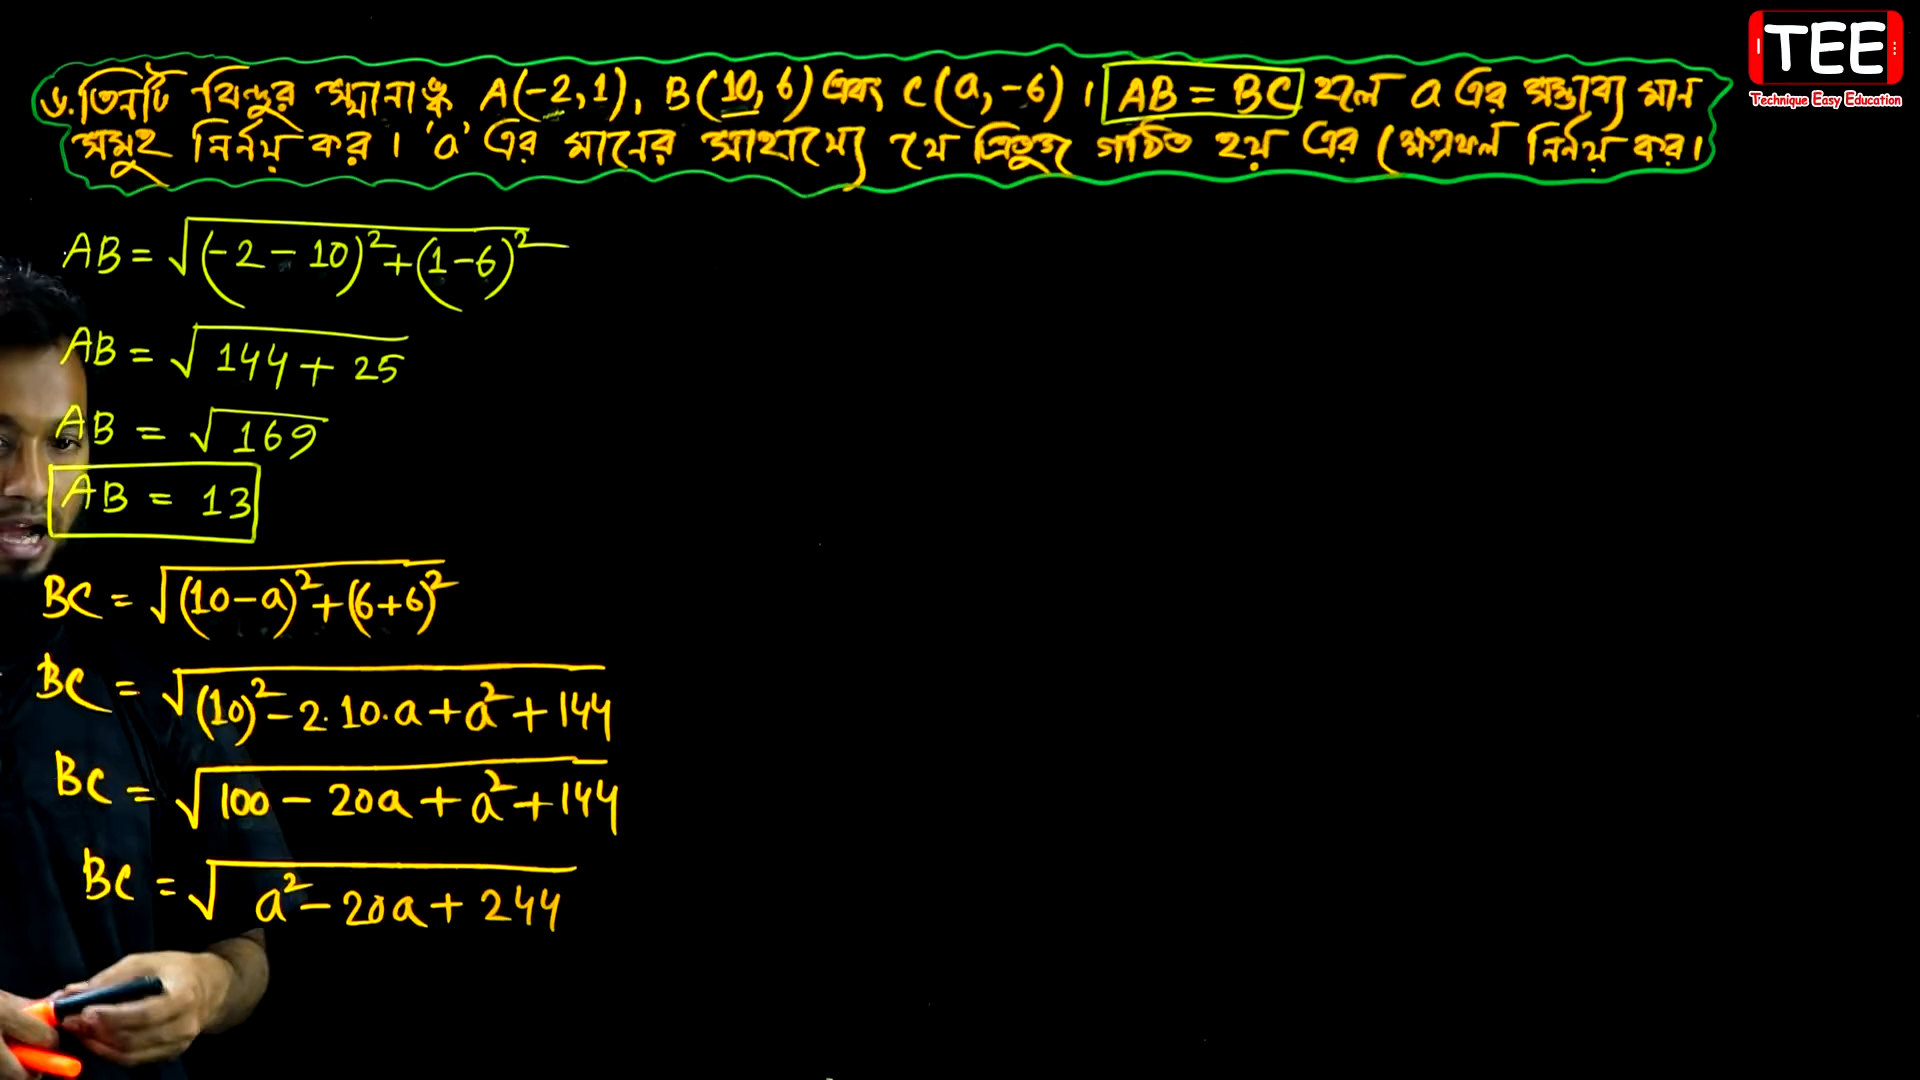 TEE
Technique Easy Education
৬. তিনটি বিন্দুর স্থানাঙ্ক A(-2,1), B(10,6) এবং C(a,-6) । AB = BC হলে a এর সম্ভাব্য মান
সমূহ নির্নয় কর। 'a' এর মানের সাহায্যে যে ত্রিভুজ গঠিত হয় এর ক্ষেত্রফল নির্নয় কর।
AB = √(-2-10)²+(1-6)²
AB = √144+25
AB = √169
AB = 13
BC = √(10-a)²+(6+6)²
BC = √(10)²-2.10.a+a²+144
BC = √100-20a+a²+144
BC = √a²-20a+244